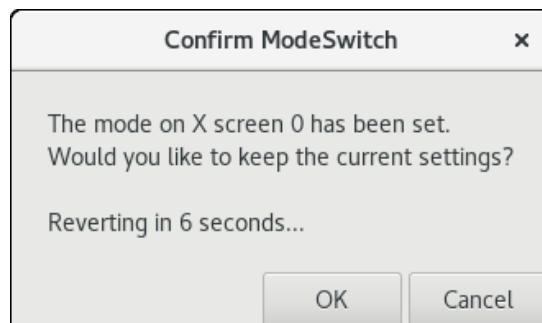 Confirm ModeSwitch ×
The mode on X screen 0 has been set.
Would you like to keep the current settings?
Reverting in 6 seconds...
OK Cancel